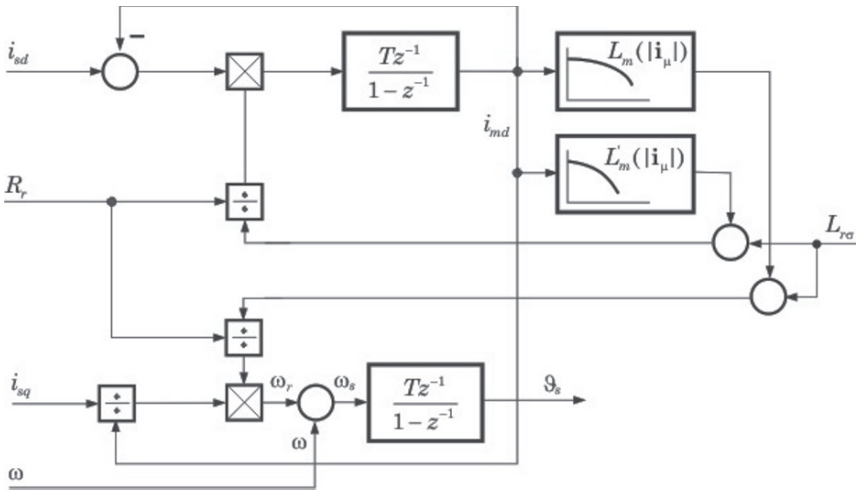 −
i_sd
Tz⁻¹
1 − z⁻¹
L_m(|i_μ|)
i_md
L'_m(|i_μ|)
R_r
÷
L_rσ
÷
i_sq
÷
ω_r
ω_s
Tz⁻¹
1 − z⁻¹
ϑ_s
ω
ω